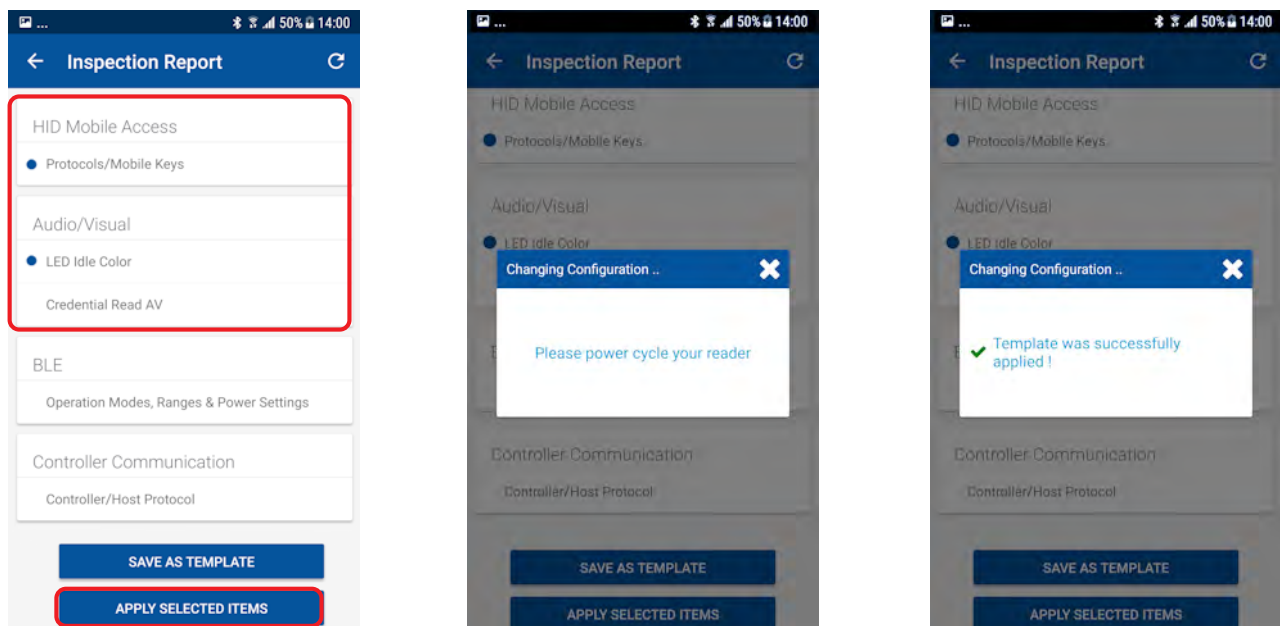 ... 50% 14:00
Inspection Report
HID Mobile Access
Protocols/Mobile Keys
Audio/Visual
LED Idle Color
Credential Read AV
BLE
Operation Modes, Ranges & Power Settings
Controller Communication
Controller/Host Protocol
SAVE AS TEMPLATE
APPLY SELECTED ITEMS
... 50% 14:00
Inspection Report
HID Mobile Access
Protocols/Mobile Keys
Audio/Visual
LED Idle Color
Changing Configuration ..
Please power cycle your reader
Controller Communication
Controller/Host Protocol
SAVE AS TEMPLATE
APPLY SELECTED ITEMS
... 50% 14:00
Inspection Report
HID Mobile Access
Protocols/Mobile Keys
Audio/Visual
LED Idle Color
Changing Configuration ..
Template was successfully
applied !
Controller Communication
Controller/Host Protocol
SAVE AS TEMPLATE
APPLY SELECTED ITEMS